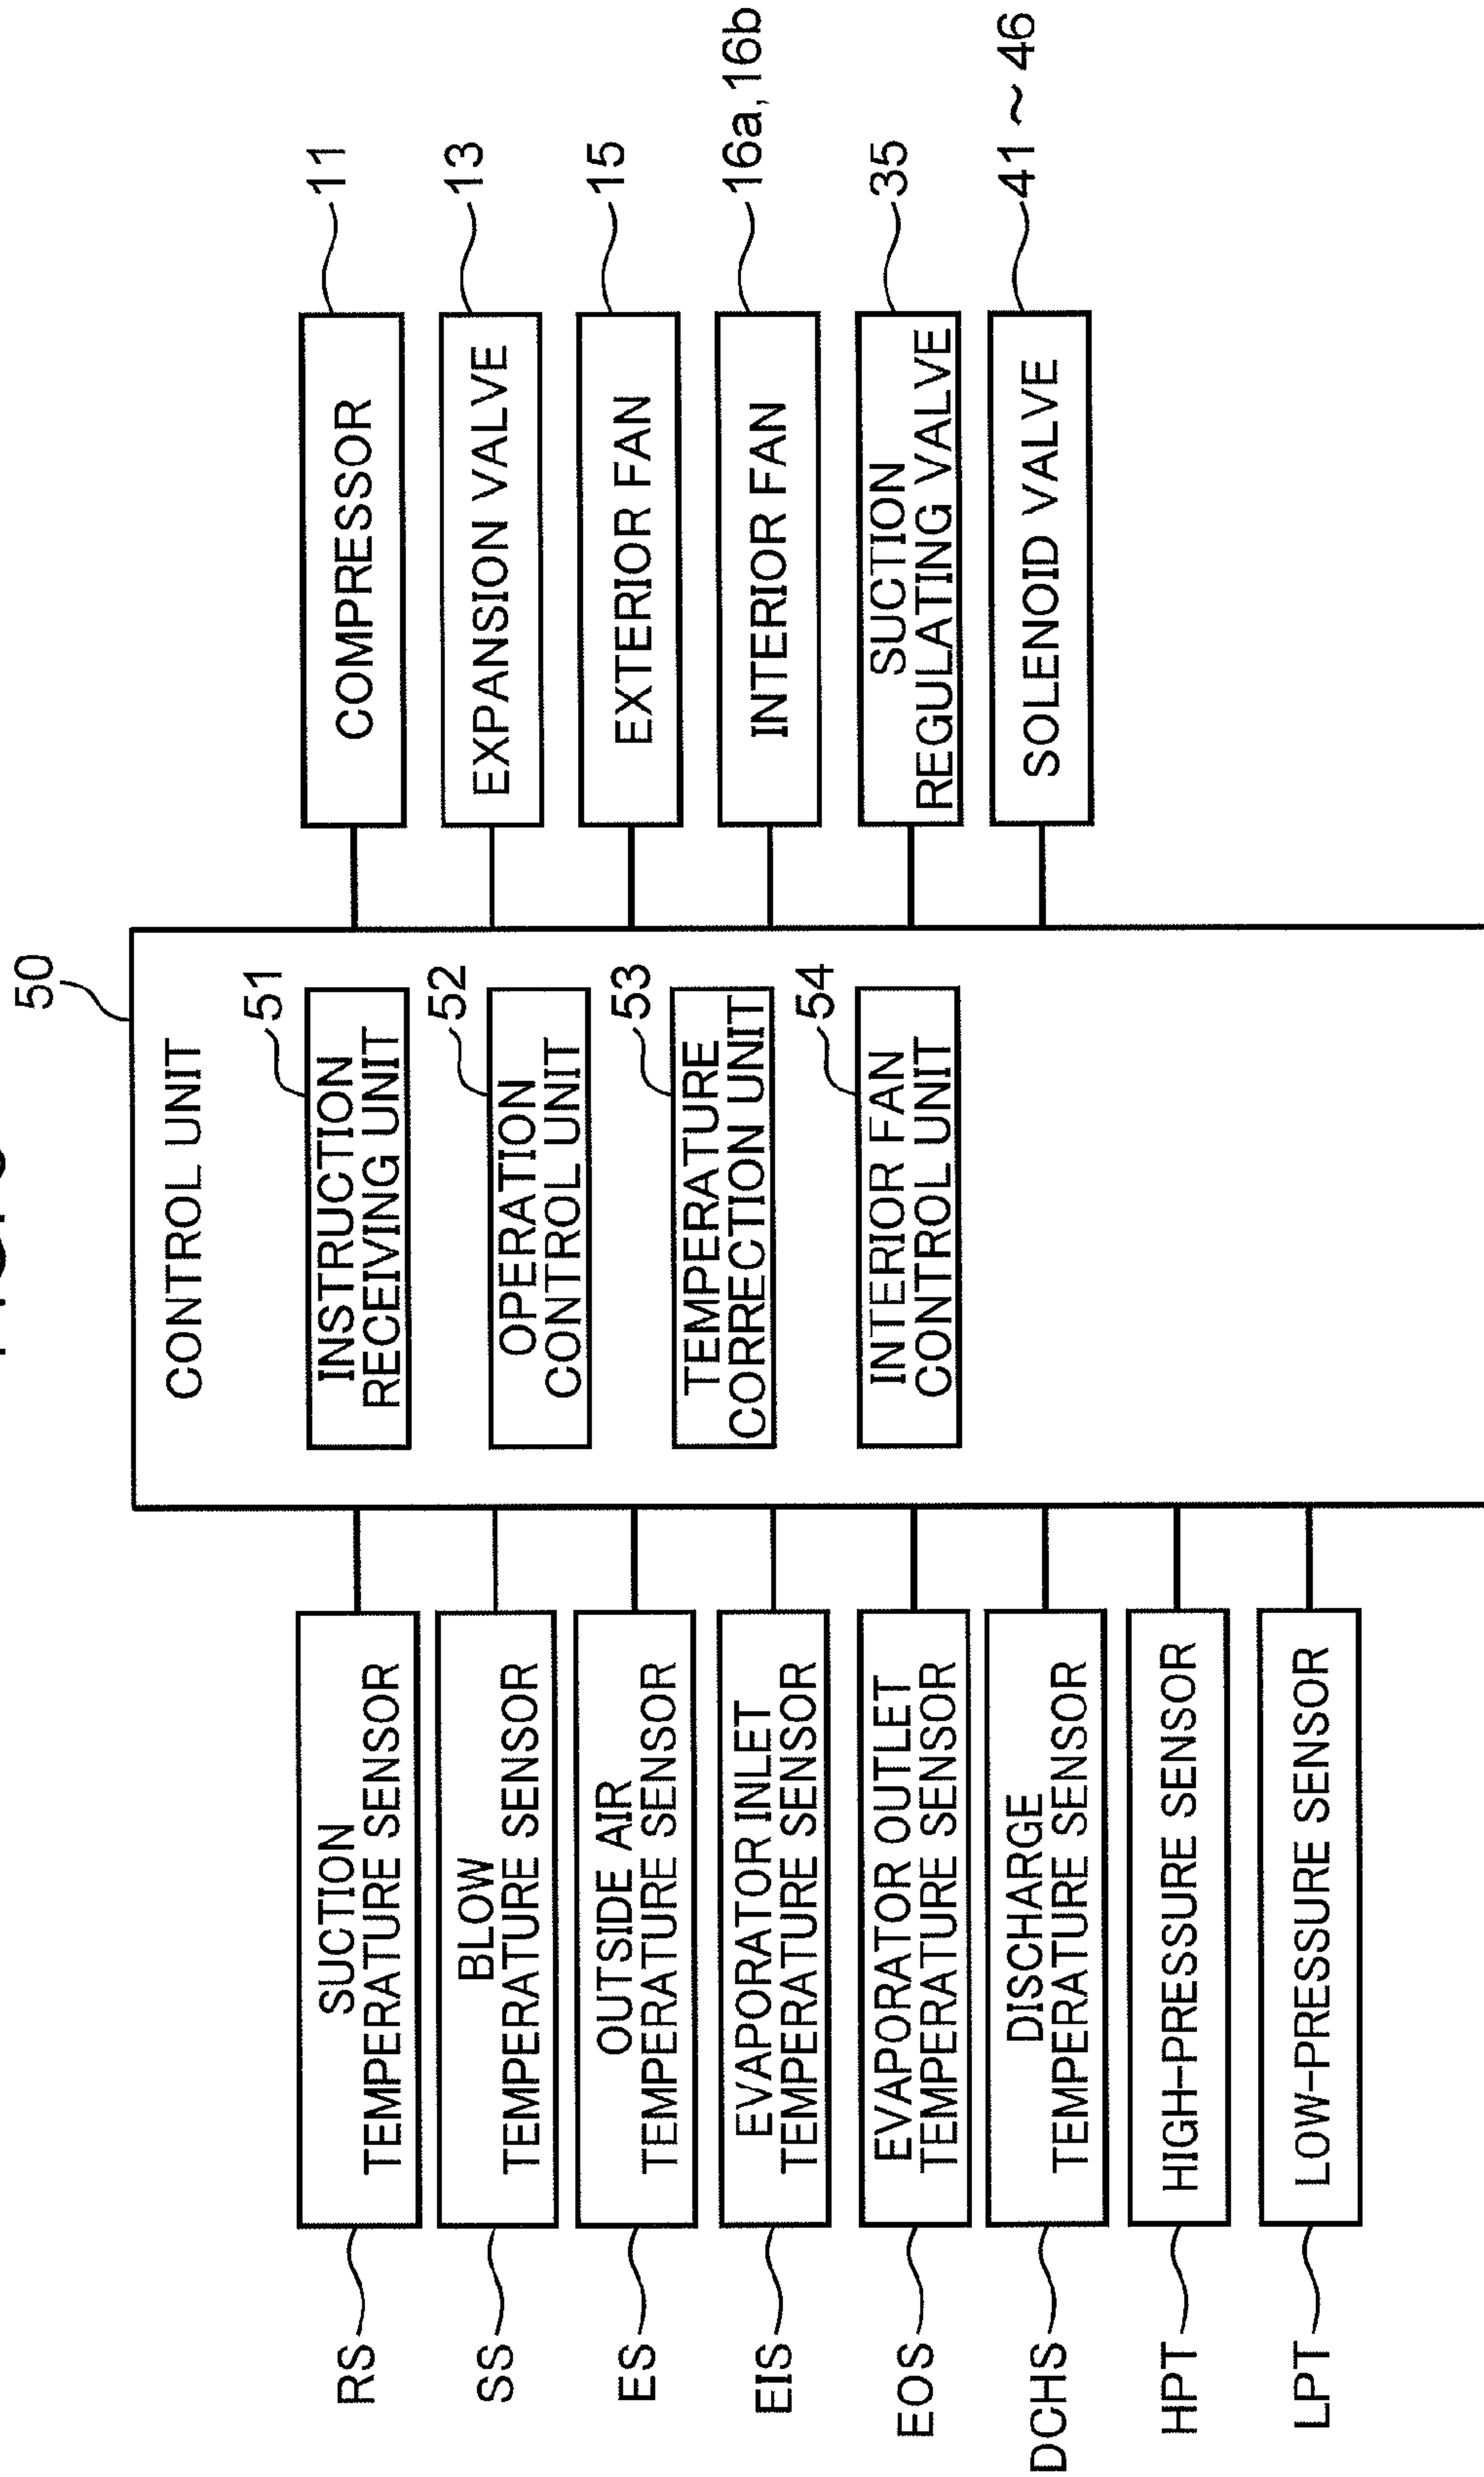 50
CONTROL UNIT
RS
SUCTION
TEMPERATURE SENSOR
SS
BLOW
TEMPERATURE SENSOR
ES
OUTSIDE AIR
TEMPERATURE SENSOR
EIS
EVAPORATOR INLET
TEMPERATURE SENSOR
EOS
EVAPORATOR OUTLET
TEMPERATURE SENSOR
DCHS
DISCHARGE
TEMPERATURE SENSOR
HPT
HIGH-PRESSURE SENSOR
LPT
LOW-PRESSURE SENSOR
51
INSTRUCTION
RECEIVING UNIT
52
OPERATION
CONTROL UNIT
53
TEMPERATURE
CORRECTION UNIT
54
INTERIOR FAN
CONTROL UNIT
COMPRESSOR
11
EXPANSION VALVE
13
EXTERIOR FAN
15
INTERIOR FAN
16a, 16b
SUCTION
REGULATING VALVE
35
SOLENOID VALVE
41 ~ 46